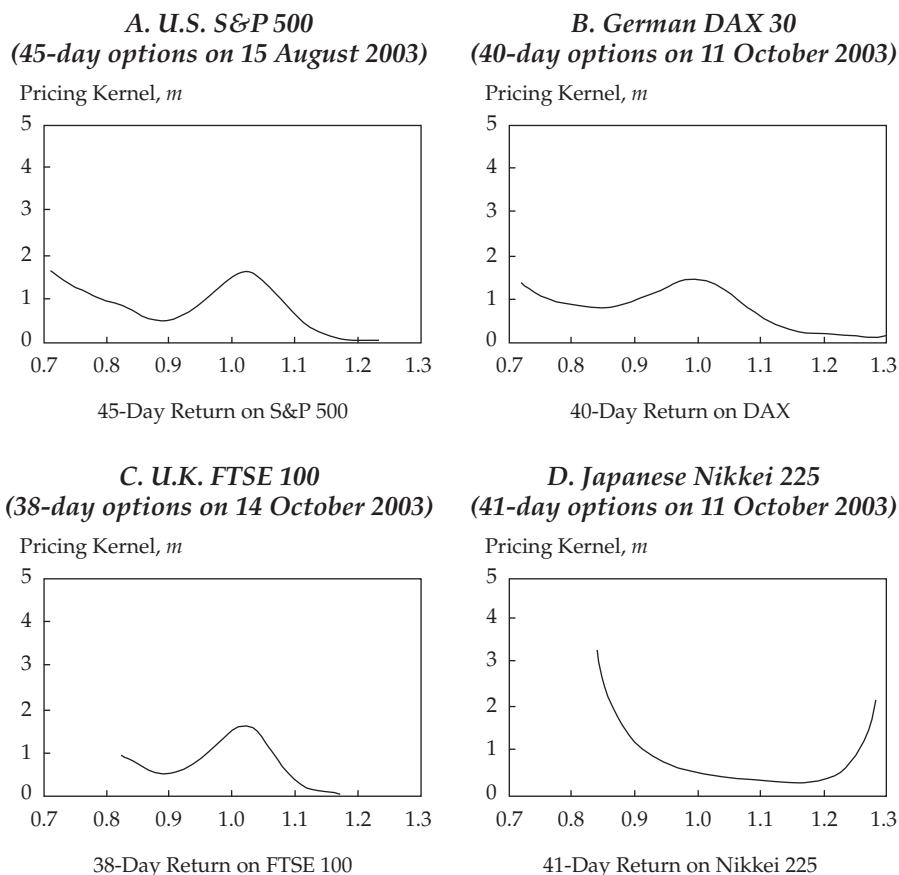 A. U.S. S&P 500
(45-day options on 15 August 2003)
Pricing Kernel, m
5
4
3
2
1
0
0.7 0.8 0.9 1.0 1.1 1.2 1.3
45-Day Return on S&P 500
B. German DAX 30
(40-day options on 11 October 2003)
Pricing Kernel, m
5
4
3
2
1
0
0.7 0.8 0.9 1.0 1.1 1.2 1.3
40-Day Return on DAX
C. U.K. FTSE 100
(38-day options on 14 October 2003)
Pricing Kernel, m
5
4
3
2
1
0
0.7 0.8 0.9 1.0 1.1 1.2 1.3
38-Day Return on FTSE 100
D. Japanese Nikkei 225
(41-day options on 11 October 2003)
Pricing Kernel, m
5
4
3
2
1
0
0.7 0.8 0.9 1.0 1.1 1.2 1.3
41-Day Return on Nikkei 225